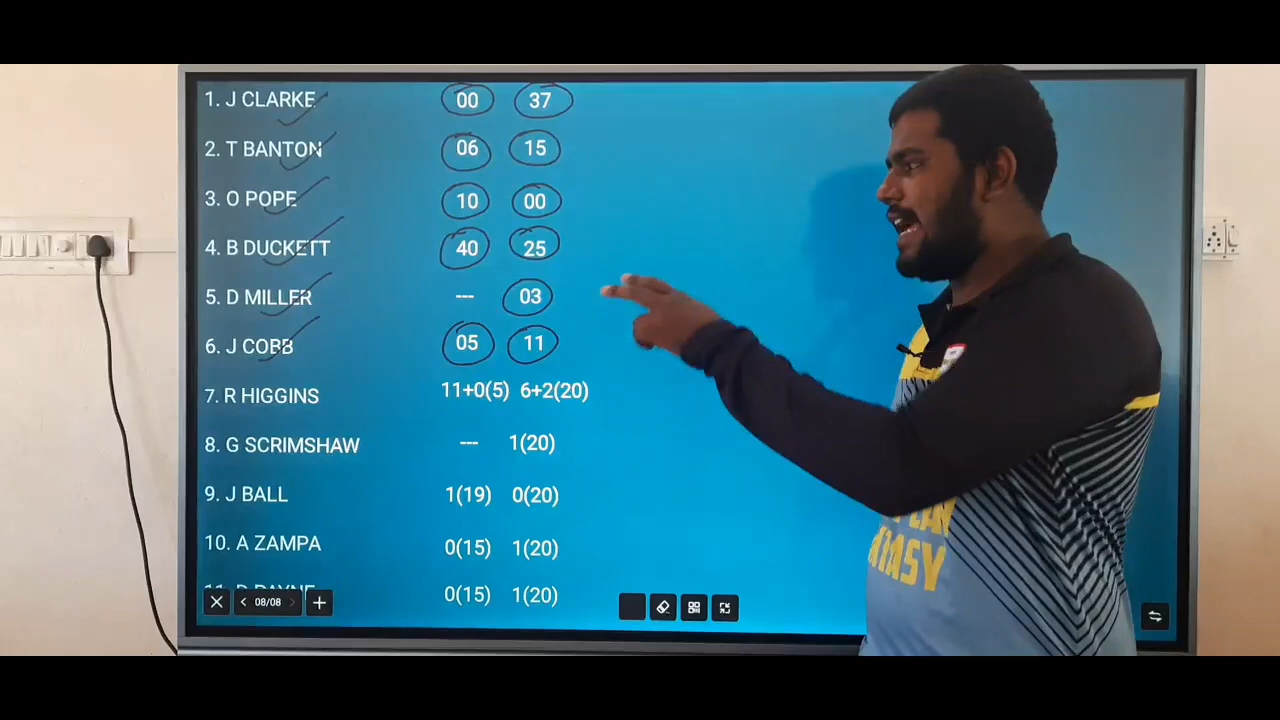 1. J CLARKE 00 37
2. T BANTON 06 15
3. O POPE 10 00
4. B DUCKETT 40 25
5. D MILLER --- 03
6. J COBB 05 11
7. R HIGGINS 11+0(5) 6+2(20)
8. G SCRIMSHAW --- 1(20)
9. J BALL 1(19) 0(20)
10. A ZAMPA 0(15) 1(20)
0(15) 1(20)
08/08